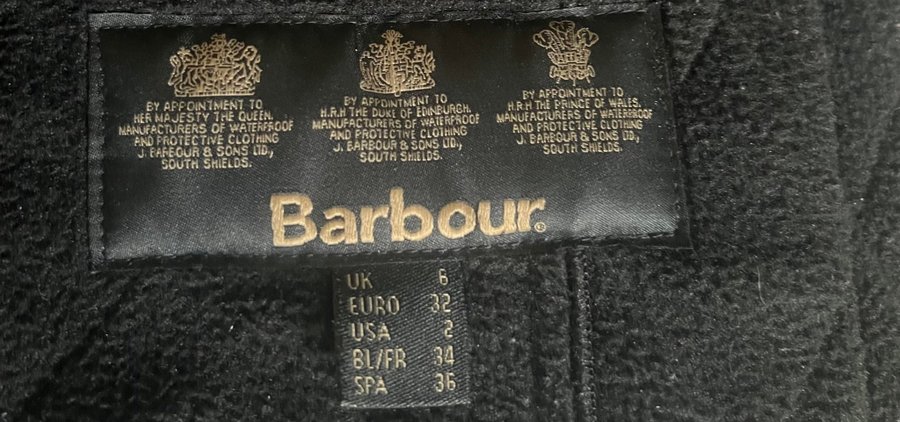 BY APPOINTMENT TO
HER MAJESTY THE QUEEN.
MANUFACTURERS OF WATERPROOF
AND PROTECTIVE CLOTHING
J. BARBOUR & SONS LTD.,
SOUTH SHIELDS.
BY APPOINTMENT TO
H.R.H THE DUKE OF EDINBURGH.
MANUFACTURERS OF WATERPROOF
AND PROTECTIVE CLOTHING
J. BARBOUR & SONS LTD.,
SOUTH SHIELDS.
BY APPOINTMENT TO
H.R.H THE PRINCE OF WALES.
MANUFACTURERS OF WATERPROOF
AND PROTECTIVE CLOTHING
J. BARBOUR & SONS LTD.,
SOUTH SHIELDS.
Barbour®
UK 6
EURO 32
USA 2
BL/FR 34
SPA 36